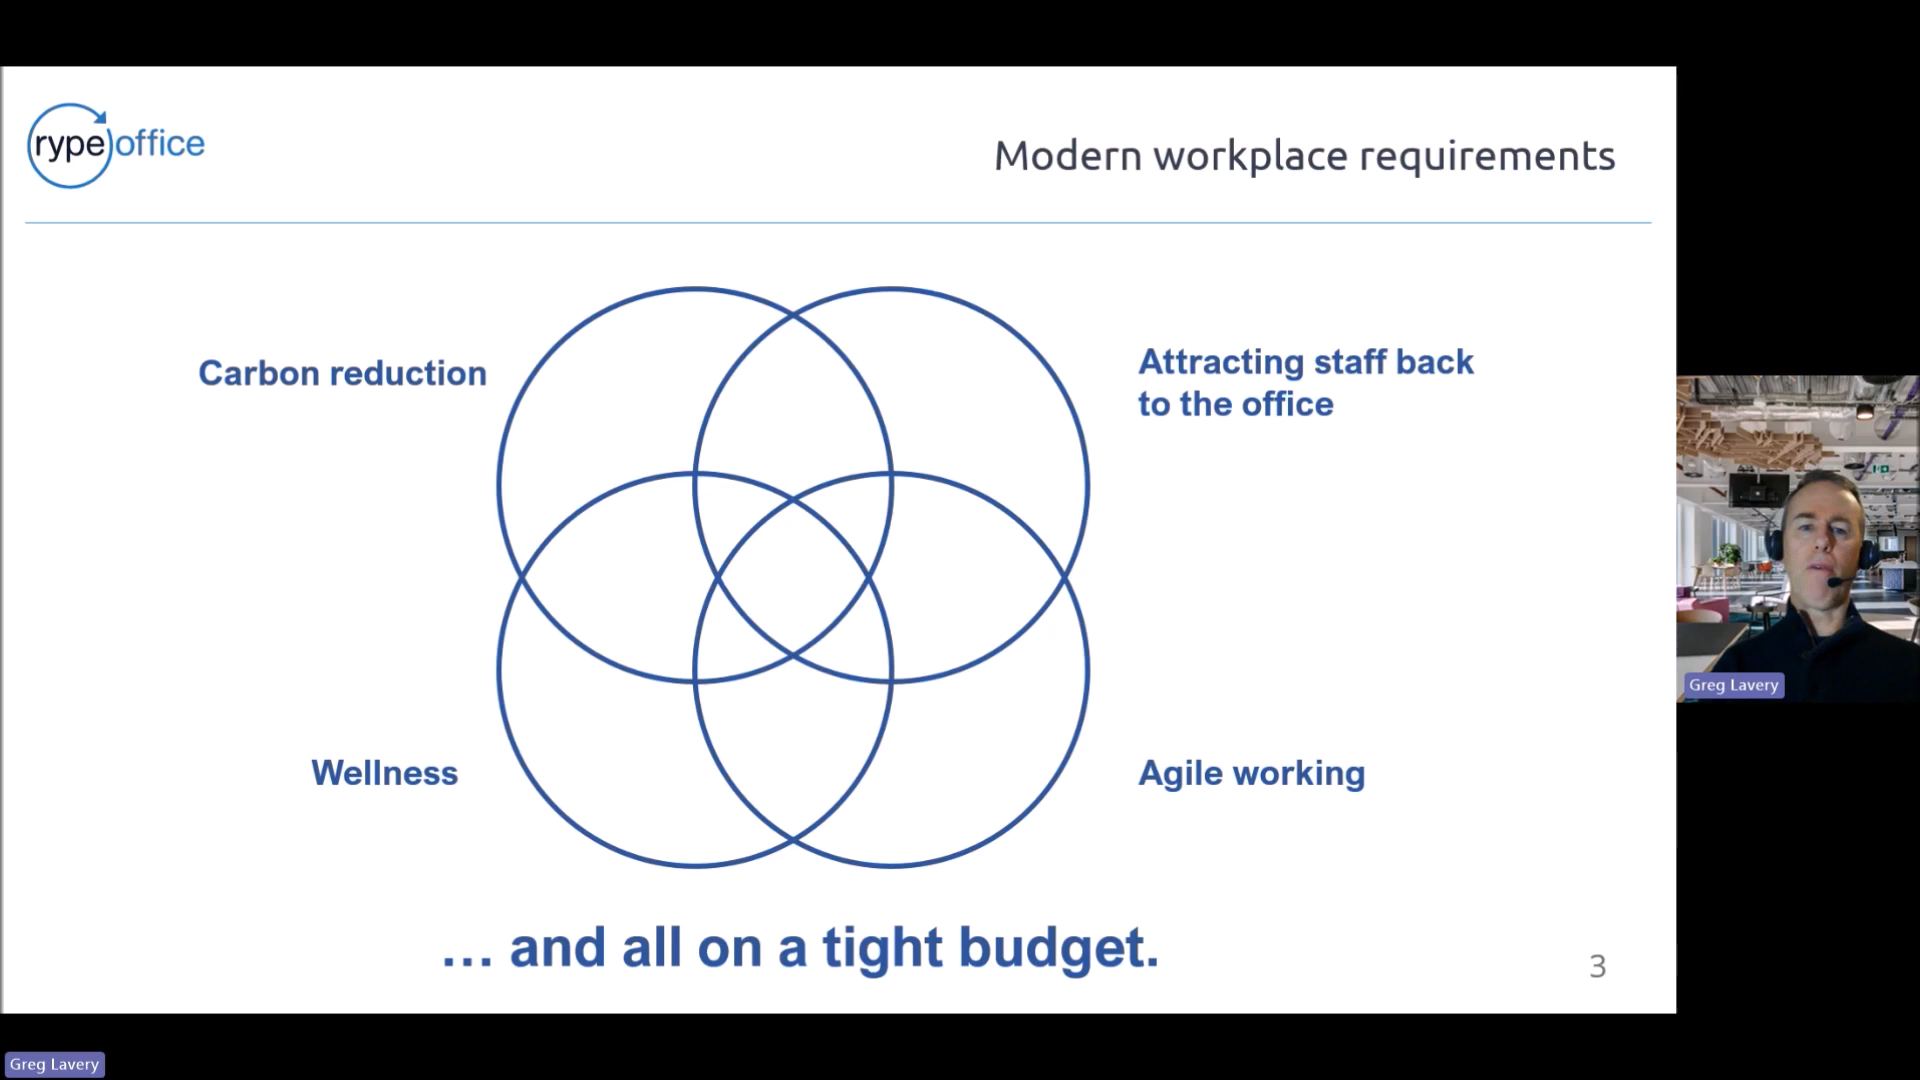 rype office
Modern workplace requirements
Carbon reduction
Attracting staff back
to the office
Wellness
Agile working
... and all on a tight budget.
3
Greg Lavery
Greg Lavery